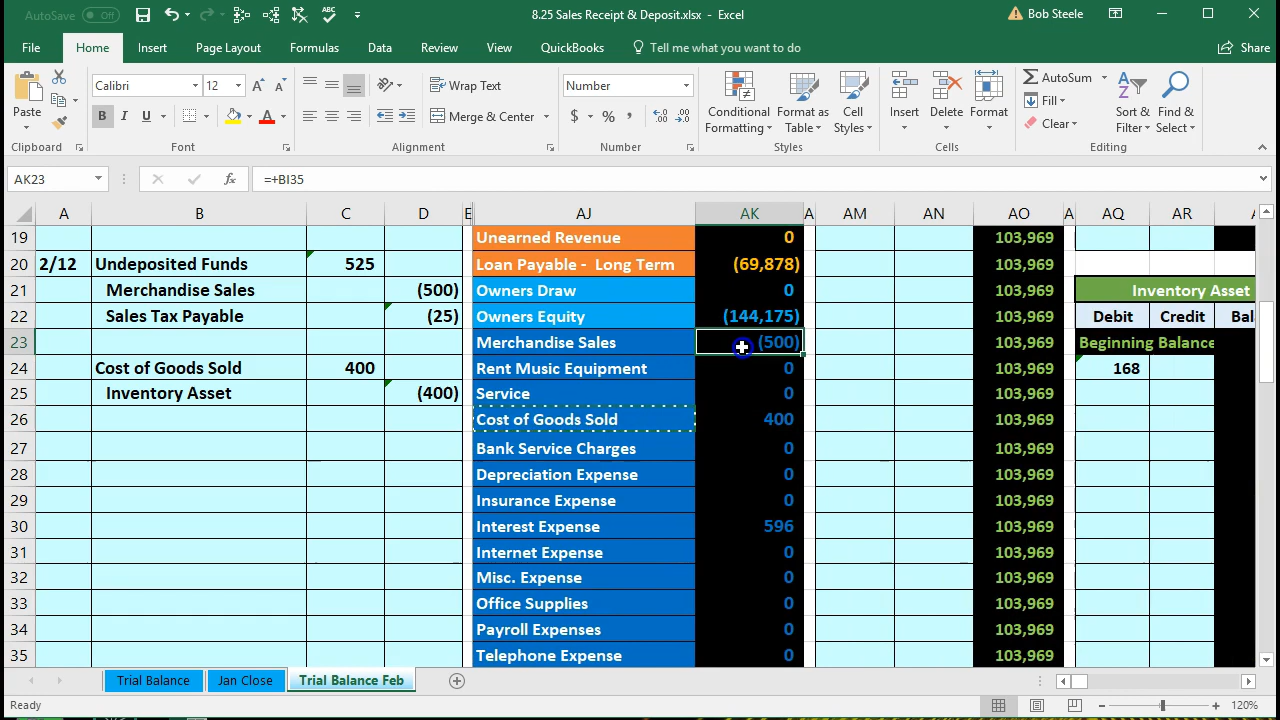 AutoSave Off 8.25 Sales Receipt & Deposit.xlsx - Excel Bob Steele
File Home Insert Page Layout Formulas Data Review View QuickBooks Tell me what you want to do Share
Paste Calibri 12 Wrap Text Number Conditional Formatting Format as Table Cell Styles Insert Delete Format AutoSum Sort & Filter Find & Select
B I U A Merge & Center $ % , Fill Clear
Clipboard Font Alignment Number Styles Cells Editing
AK23 fx =+BI35
A B C D E AJ AK A AM AN AO A AQ AR
19 Unearned Revenue 0 103,969
20 2/12 Undeposited Funds 525 Loan Payable - Long Term (69,878) 103,969
21 Merchandise Sales (500) Owners Draw 0 103,969 Inventory Asset
22 Sales Tax Payable (25) Owners Equity (144,175) 103,969 Debit Credit Bal
23 Merchandise Sales (500) 103,969 Beginning Balance
24 Cost of Goods Sold 400 Rent Music Equipment 0 103,969 168
25 Inventory Asset (400) Service 0 103,969
26 Cost of Goods Sold 400 103,969
27 Bank Service Charges 0 103,969
28 Depreciation Expense 0 103,969
29 Insurance Expense 0 103,969
30 Interest Expense 596 103,969
31 Internet Expense 0 103,969
32 Misc. Expense 0 103,969
33 Office Supplies 0 103,969
34 Payroll Expenses 0 103,969
35 Telephone Expense 0 103,969
Trial Balance Jan Close Trial Balance Feb
Ready 120%